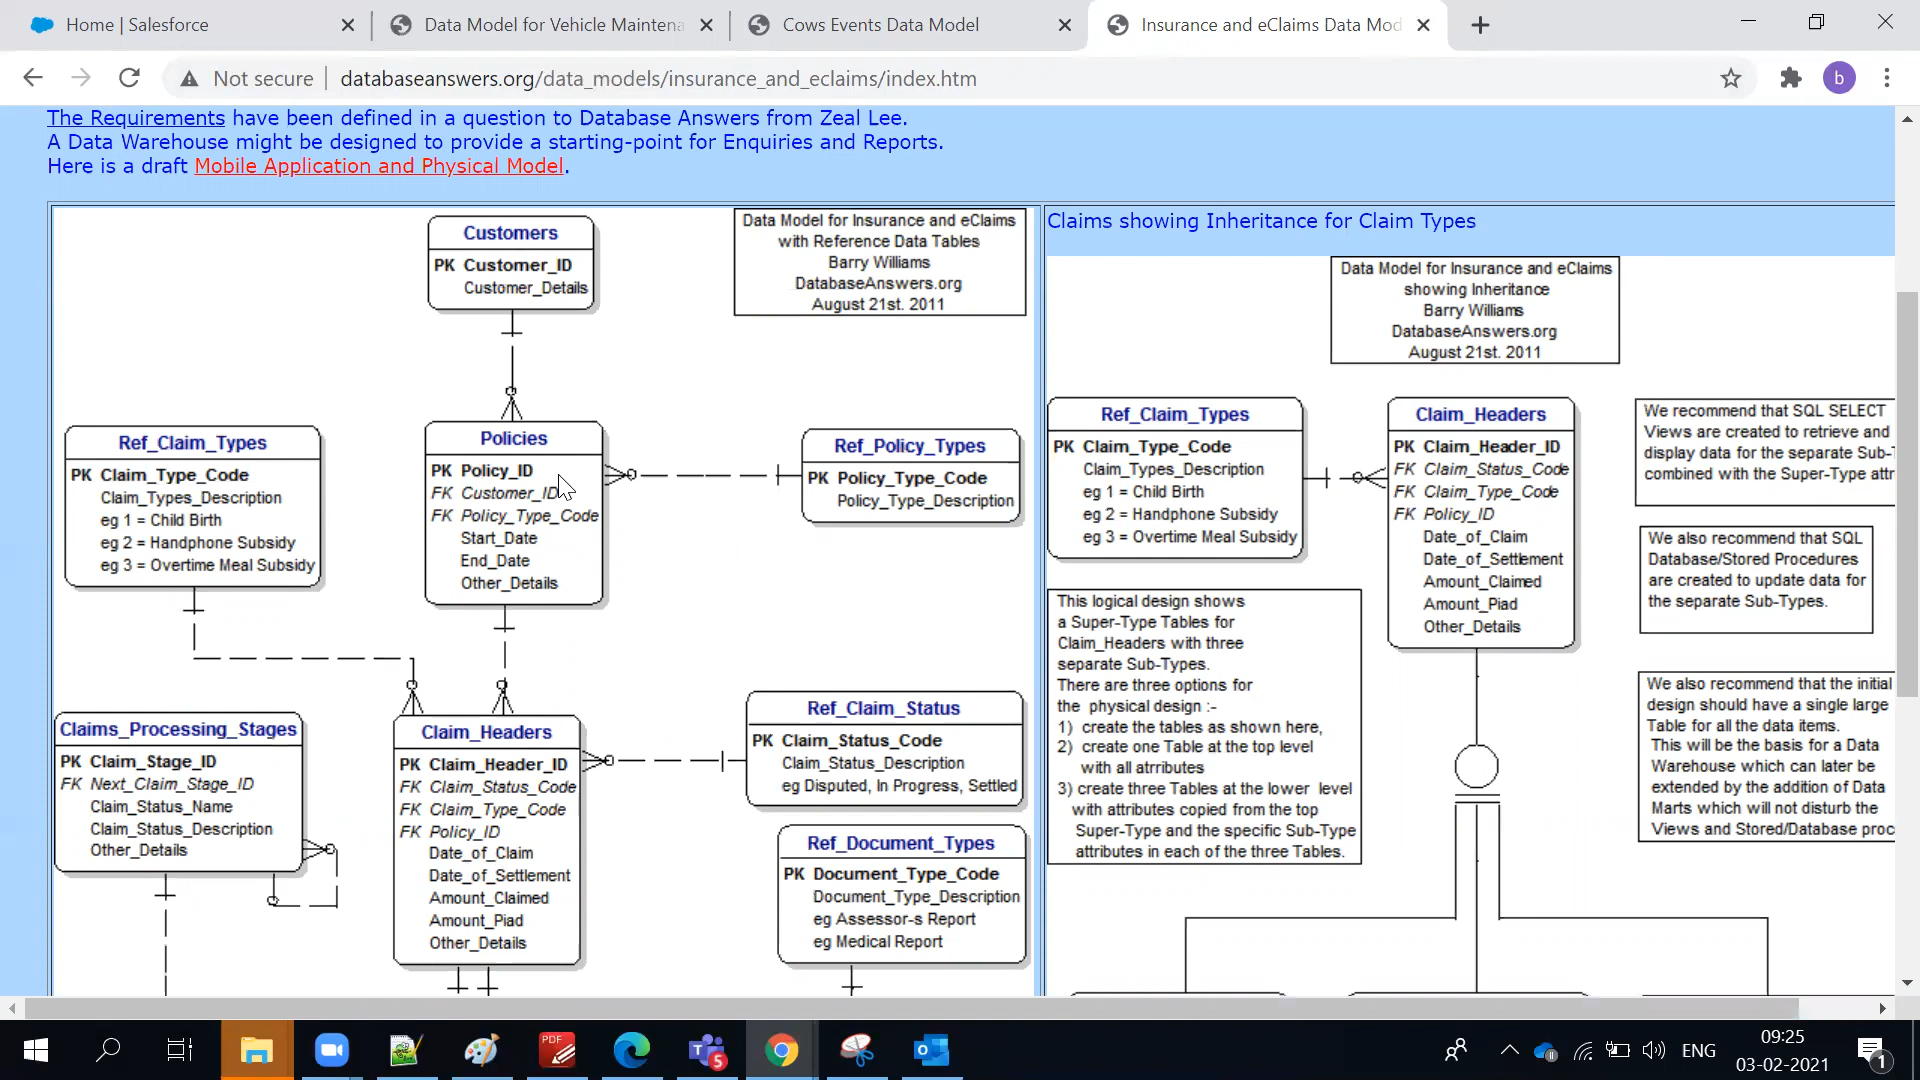 Home | Salesforce
Data Model for Vehicle Maintena
Cows Events Data Model
Insurance and eClaims Data Mod
Not secure
databaseanswers.org/data_models/insurance_and_eclaims/index.htm
b
The Requirements have been defined in a question to Database Answers from Zeal Lee.
A Data Warehouse might be designed to provide a starting-point for Enquiries and Reports.
Here is a draft Mobile Application and Physical Model.
Customers
PK Customer_ID
Customer_Details
Data Model for Insurance and eClaims
with Reference Data Tables
Barry Williams
DatabaseAnswers.org
August 21st. 2011
Ref_Claim_Types
PK Claim_Type_Code
Claim_Types_Description
eg 1 = Child Birth
eg 2 = Handphone Subsidy
eg 3 = Overtime Meal Subsidy
Policies
PK Policy_ID
FK Customer_ID
FK Policy_Type_Code
Start_Date
End_Date
Other_Details
Ref_Policy_Types
PK Policy_Type_Code
Policy_Type_Description
Claims_Processing_Stages
PK Claim_Stage_ID
FK Next_Claim_Stage_ID
Claim_Status_Name
Claim_Status_Description
Other_Details
Claim_Headers
PK Claim_Header_ID
FK Claim_Status_Code
FK Claim_Type_Code
FK Policy_ID
Date_of_Claim
Date_of_Settlement
Amount_Claimed
Amount_Piad
Other_Details
Ref_Claim_Status
PK Claim_Status_Code
Claim_Status_Description
eg Disputed, In Progress, Settled
Ref_Document_Types
PK Document_Type_Code
Document_Type_Description
eg Assessor-s Report
eg Medical Report
Claims showing Inheritance for Claim Types
Data Model for Insurance and eClaims
showing Inheritance
Barry Williams
DatabaseAnswers.org
August 21st. 2011
Ref_Claim_Types
PK Claim_Type_Code
Claim_Types_Description
eg 1 = Child Birth
eg 2 = Handphone Subsidy
eg 3 = Overtime Meal Subsidy
Claim_Headers
PK Claim_Header_ID
FK Claim_Status_Code
FK Claim_Type_Code
FK Policy_ID
Date_of_Claim
Date_of_Settlement
Amount_Claimed
Amount_Piad
Other_Details
We recommend that SQL SELECT
Views are created to retrieve and
display data for the separate Sub-
combined with the Super-Type attr
We also recommend that SQL
Database/Stored Procedures
are created to update data for
the separate Sub-Types.
This logical design shows
a Super-Type Tables for
Claim_Headers with three
separate Sub-Types.
There are three options for
the physical design :-
1) create the tables as shown here,
2) create one Table at the top level
with all atrributes
3) create three Tables at the lower level
with attributes copied from the top
Super-Type and the specific Sub-Type
attributes in each of the three Tables.
We also recommend that the initial
design should have a single large
Table for all the data items.
This will be the basis for a Data
Warehouse which can later be
extended by the addition of Data
Marts which will not disturb the
Views and Stored/Database proc
PDF
5
ENG
09:25
03-02-2021
1